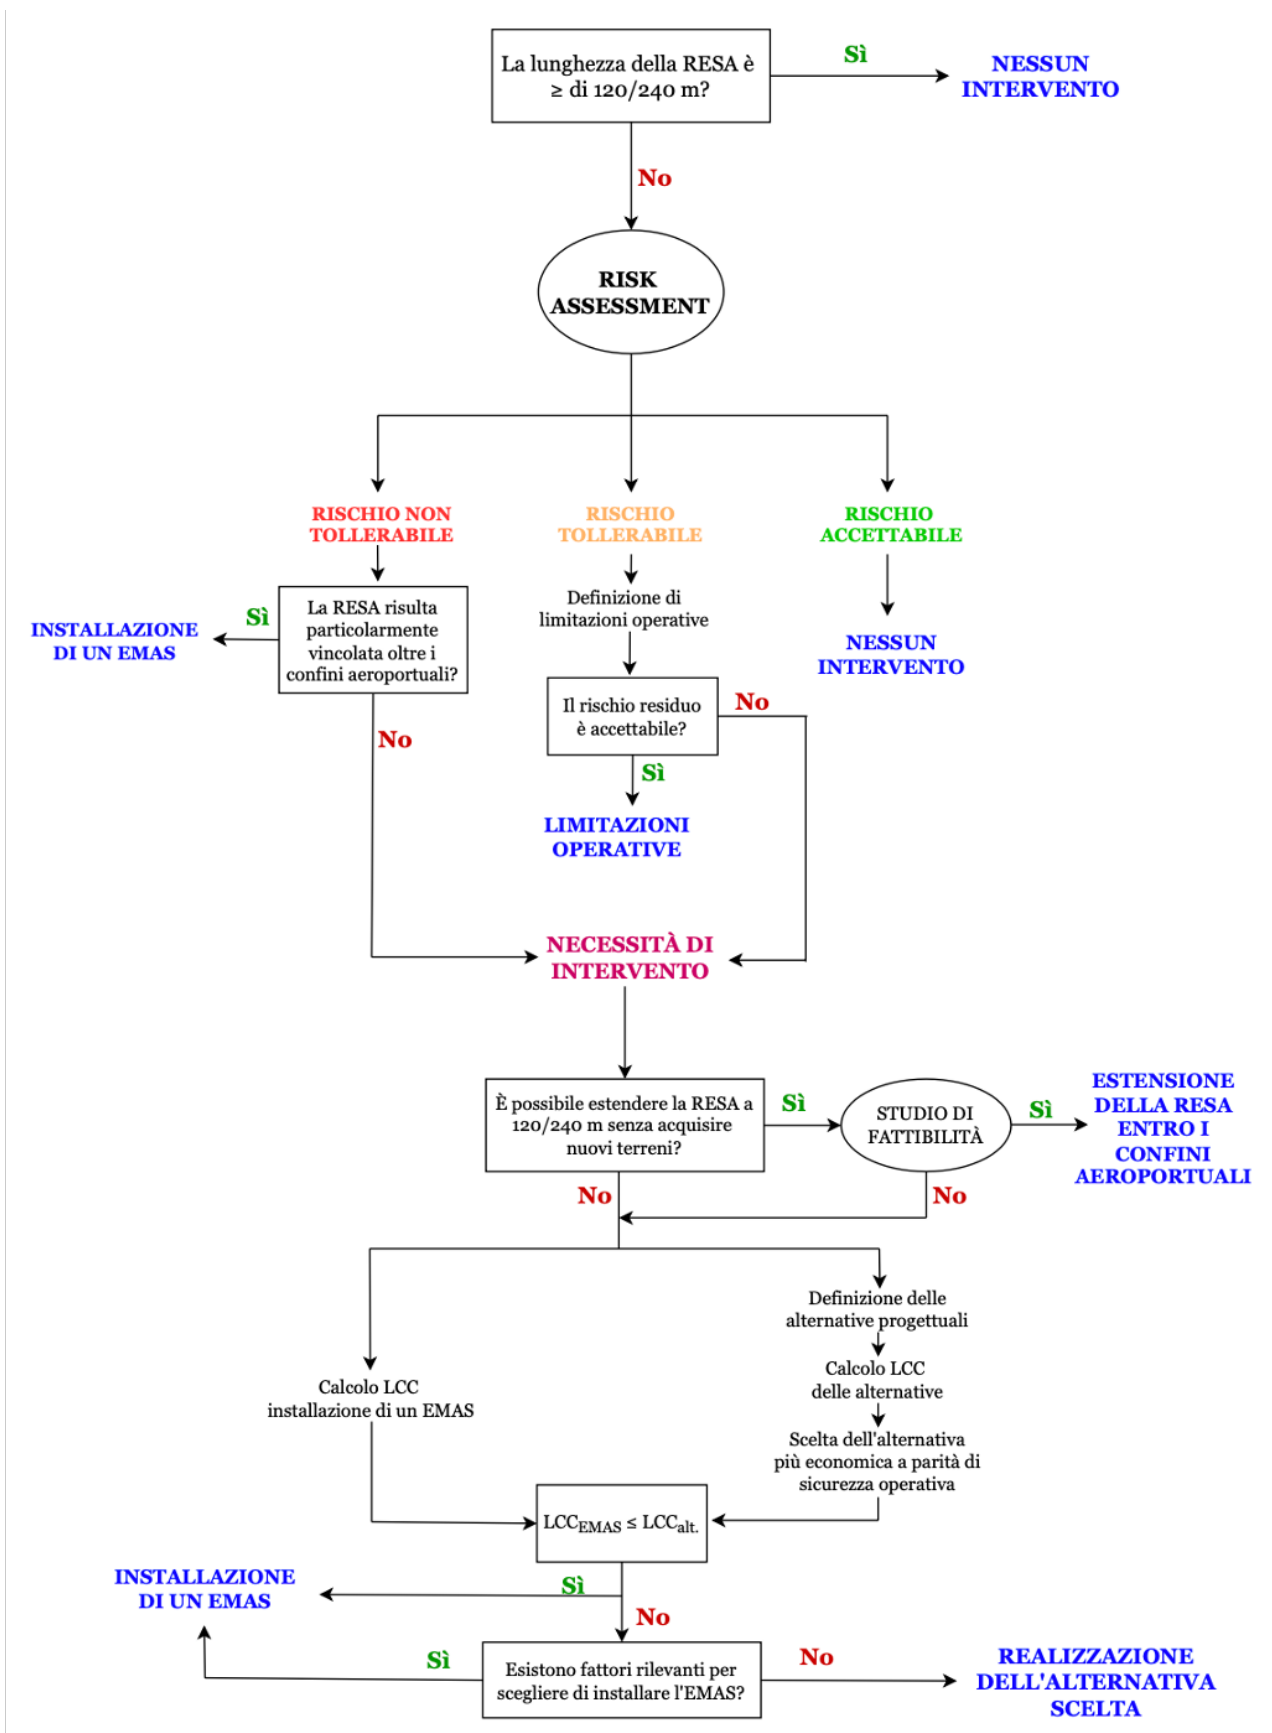 La lunghezza della RESA è
≥ di 120/240 m?
Sì
NESSUN
INTERVENTO
No
RISK
ASSESSMENT
RISCHIO NON
TOLLERABILE
RISCHIO
TOLLERABILE
RISCHIO
ACCETTABILE
La RESA risulta
particolarmente
vincolata oltre i
confini aeroportuali?
Sì
INSTALLAZIONE
DI UN EMAS
No
Definizione di
limitazioni operative
Il rischio residuo
è accettabile?
No
Sì
LIMITAZIONI
OPERATIVE
NESSUN
INTERVENTO
NECESSITÀ DI
INTERVENTO
È possibile estendere la RESA a
120/240 m senza acquisire
nuovi terreni?
Sì
STUDIO DI
FATTIBILITÀ
Sì
ESTENSIONE
DELLA RESA
ENTRO I
CONFINI
AEROPORTUALI
No
No
Calcolo LCC
installazione di un EMAS
Definizione delle
alternative progettuali
Calcolo LCC
delle alternative
Scelta dell'alternativa
più economica a parità di
sicurezza operativa
LCCEMAS ≤ LCCalt.
Sì
INSTALLAZIONE
DI UN EMAS
No
Esistono fattori rilevanti per
scegliere di installare l'EMAS?
Sì
No
REALIZZAZIONE
DELL'ALTERNATIVA
SCELTA